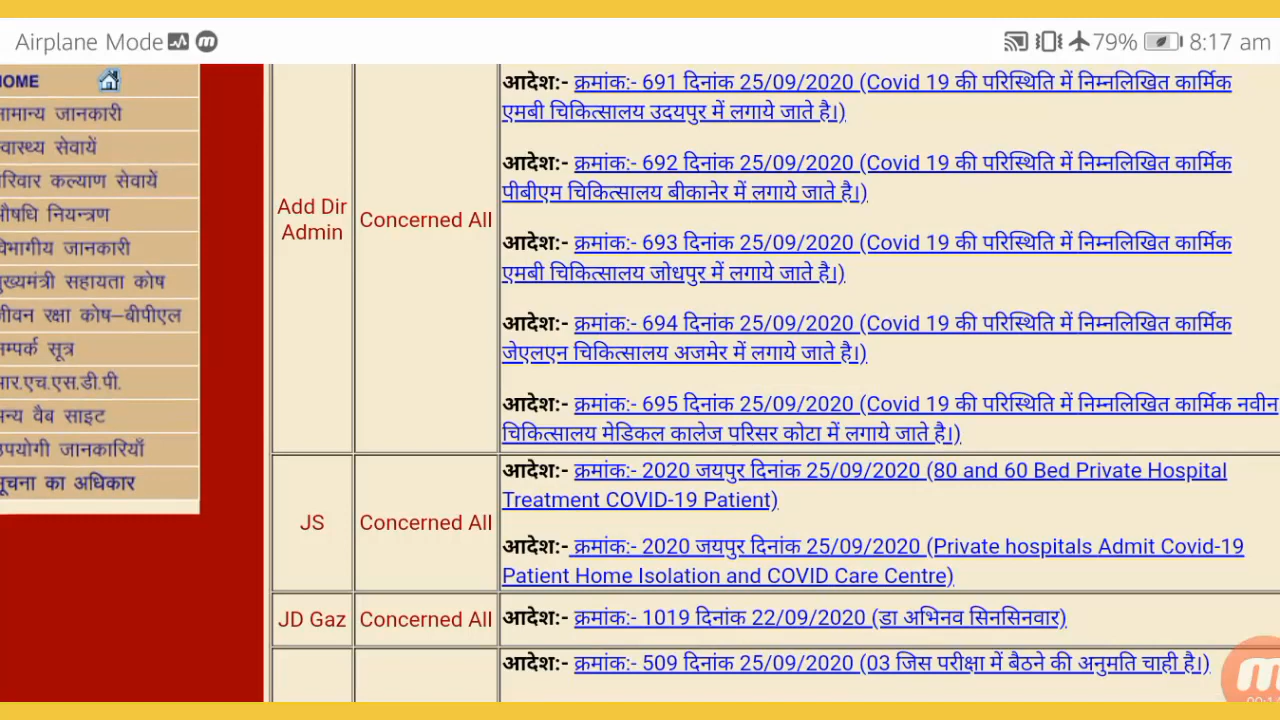 Airplane Mode 79% 8:17 am
HOME
सामान्य जानकारी
स्वास्थ्य सेवायें
परिवार कल्याण सेवायें
औषधि नियन्त्रण
विभागीय जानकारी
मुख्यमंत्री सहायता कोष
जीवन रक्षा कोष–बीपीएल
सम्पर्क सूत्र
आर.एच.एस.डी.पी.
अन्य वैब साइट
उपयोगी जानकारियाँ
सूचना का अधिकार
Add Dir
Admin
Concerned All
आदेश:- क्रमांक:- 691 दिनांक 25/09/2020 (Covid 19 की परिस्थिति में निम्नलिखित कार्मिक
एमबी चिकित्सालय उदयपुर में लगाये जाते है।)
आदेश:- क्रमांक:- 692 दिनांक 25/09/2020 (Covid 19 की परिस्थिति में निम्नलिखित कार्मिक
पीबीएम चिकित्सालय बीकानेर में लगाये जाते है।)
आदेश:- क्रमांक:- 693 दिनांक 25/09/2020 (Covid 19 की परिस्थिति में निम्नलिखित कार्मिक
एमबी चिकित्सालय जोधपुर में लगाये जाते है।)
आदेश:- क्रमांक:- 694 दिनांक 25/09/2020 (Covid 19 की परिस्थिति में निम्नलिखित कार्मिक
जेएलएन चिकित्सालय अजमेर में लगाये जाते है।)
आदेश:- क्रमांक:- 695 दिनांक 25/09/2020 (Covid 19 की परिस्थिति में निम्नलिखित कार्मिक नवीन
चिकित्सालय मेडिकल कालेज परिसर कोटा में लगाये जाते है।)
JS
Concerned All
आदेश:- क्रमांक:- 2020 जयपुर दिनांक 25/09/2020 (80 and 60 Bed Private Hospital
Treatment COVID-19 Patient)
आदेश:- क्रमांक:- 2020 जयपुर दिनांक 25/09/2020 (Private hospitals Admit Covid-19
Patient Home Isolation and COVID Care Centre)
JD Gaz
Concerned All
आदेश:- क्रमांक:- 1019 दिनांक 22/09/2020 (डा अभिनव सिनसिनवार)
आदेश:- क्रमांक:- 509 दिनांक 25/09/2020 (03 जिस परीक्षा में बैठने की अनुमति चाही है।)